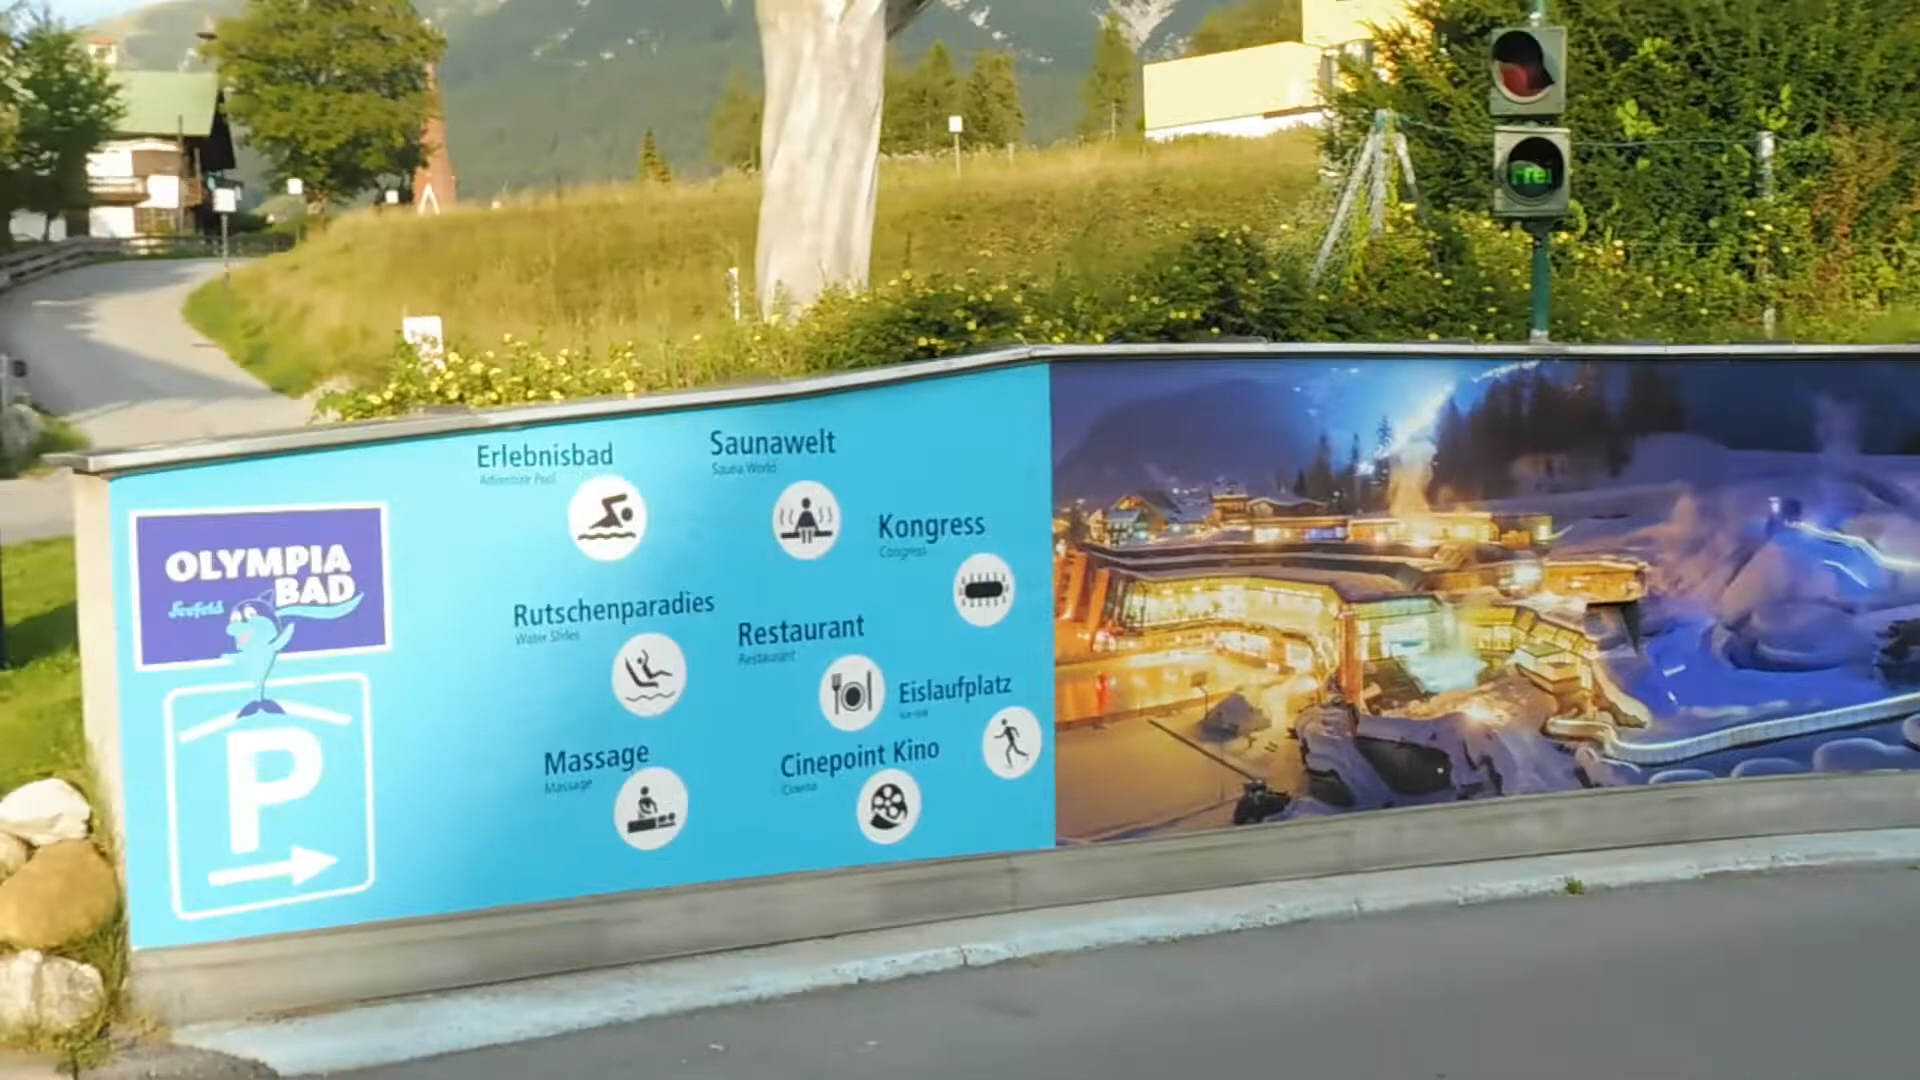 Erlebnisbad
Adventure Pool
Saunawelt
Sauna World
Kongress
Congress
OLYMPIA
BAD
Seefeld
Rutschenparadies
Water Slides
Restaurant
Restaurant
Eislaufplatz
Massage
Massage
Cinepoint Kino
Cinema
P
Frei